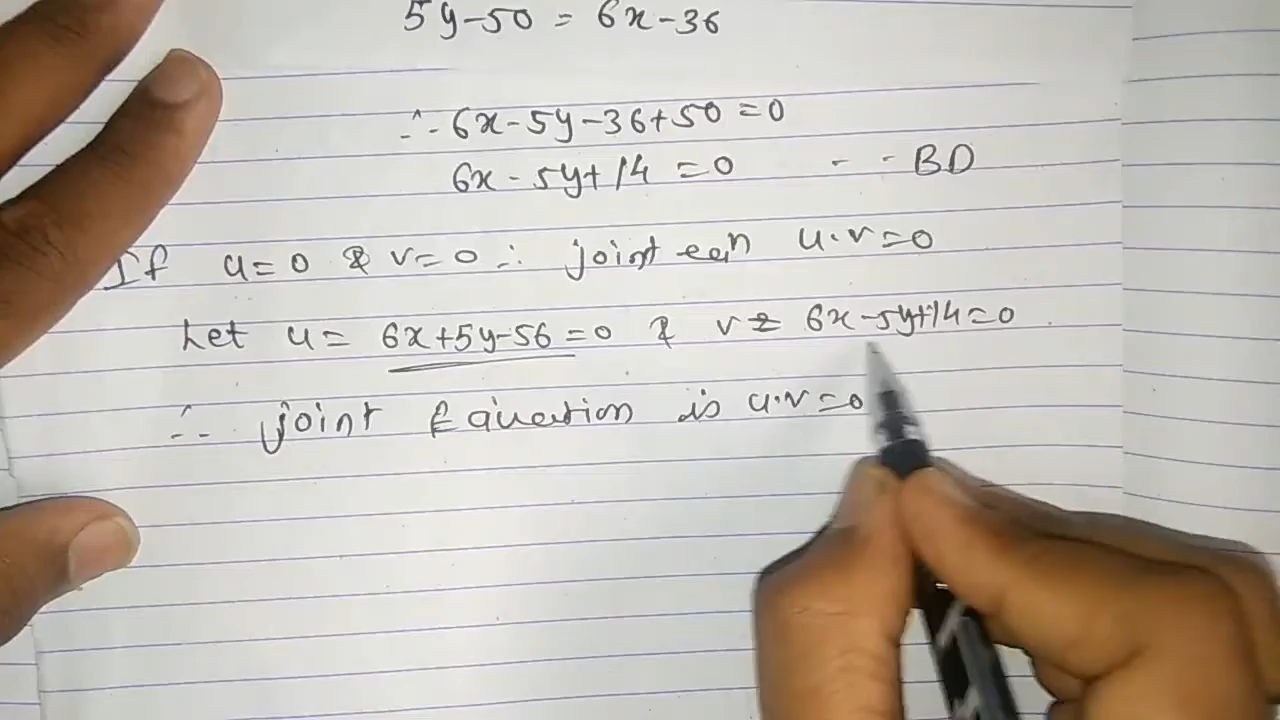 5y-50 = 6x-36
∴ 6x-5y-36+50=0
6x-5y+14=0 - - BD
If u=0 & v=0 ∴ joint eqn u.v=0
Let u= 6x+5y-56=0 & v= 6x-5y+14=0.
∴ joint Equation is u.v=0